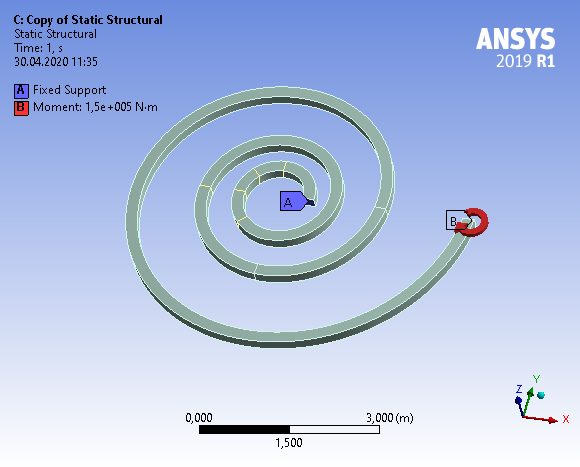 C: Copy of Static Structural
Static Structural
Time: 1, s
30.04.2020 11:35
A Fixed Support
B Moment: 1,5e+005 N·m
ANSYS
2019 R1
A
B
0,000
3,000 (m)
1,500
Z
Y
X